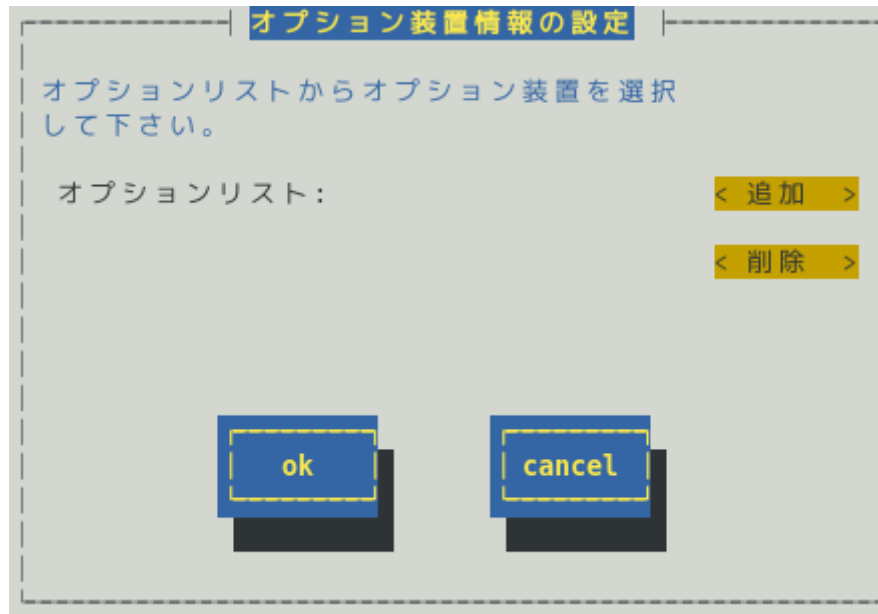 オプション装置情報の設定
オプションリストからオプション装置を選択
して下さい。
オプションリスト: < 追加 >
< 削除 >
ok cancel